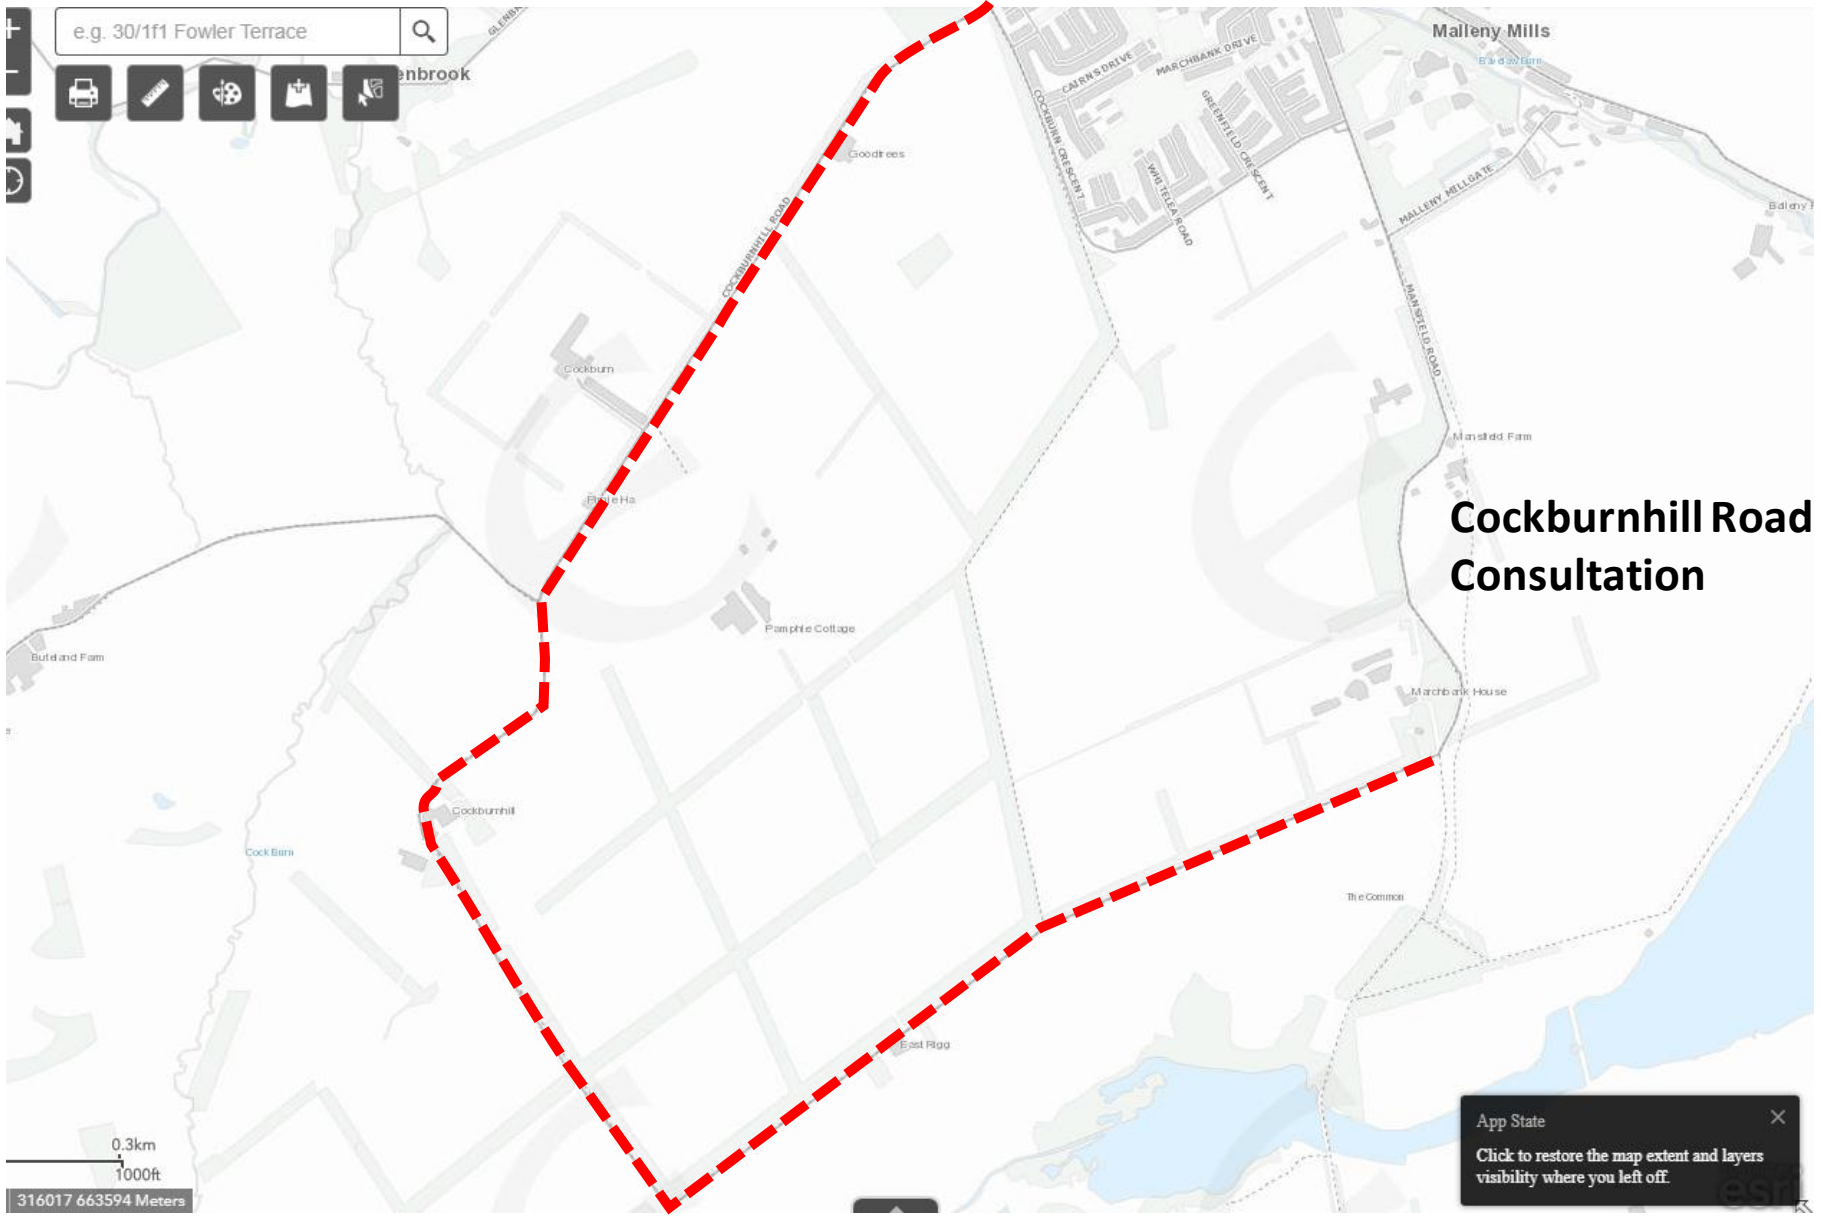 e.g. 30/1f1 Fowler Terrace
enbrook
Malleny Mills
CAIRNS DRIVE
MARCHBANK DRIVE
COCKBURN CRESCENT
GREENFIELD CRESCENT
WHITELEA ROAD
MALLENY MILLGATE
Goodtrees
COCKBURNHILL ROAD
MANSFIELD ROAD
Cockburn
Mansfield Farm
Cockburnhill Road
Consultation
Pamphle Cottage
Buteland Farm
Marchbank House
Cockburnhill
Cock Burn
The Common
East Rigg
0.3km
1000ft
316017 663594 Meters
App State
Click to restore the map extent and layers
visibility where you left off.
esri